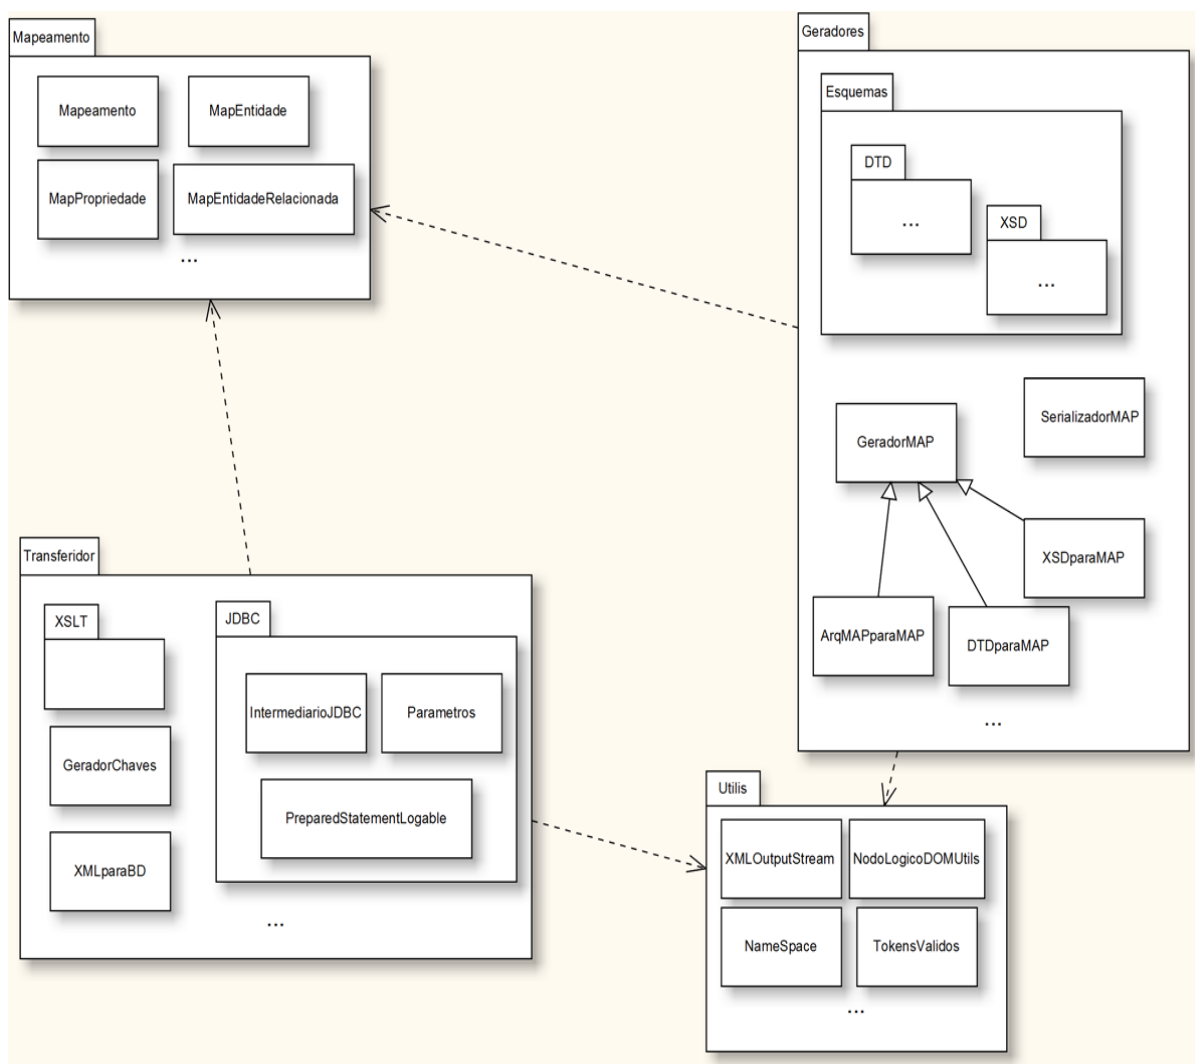 Mapeamento
Mapeamento
MapEntidade
MapPropriedade
MapEntidadeRelacionada
...
Geradores
Esquemas
DTD
...
XSD
...
GeradorMAP
SerializadorMAP
XSDparaMAP
ArqMAPparaMAP
DTDparaMAP
...
Transferidor
XSLT
JDBC
IntermediarioJDBC
Parametros
GeradorChaves
PreparedStatementLogable
XMLparaBD
...
Utilis
XMLOutputStream
NodoLogicoDOMUtils
NameSpace
TokensValidos
...